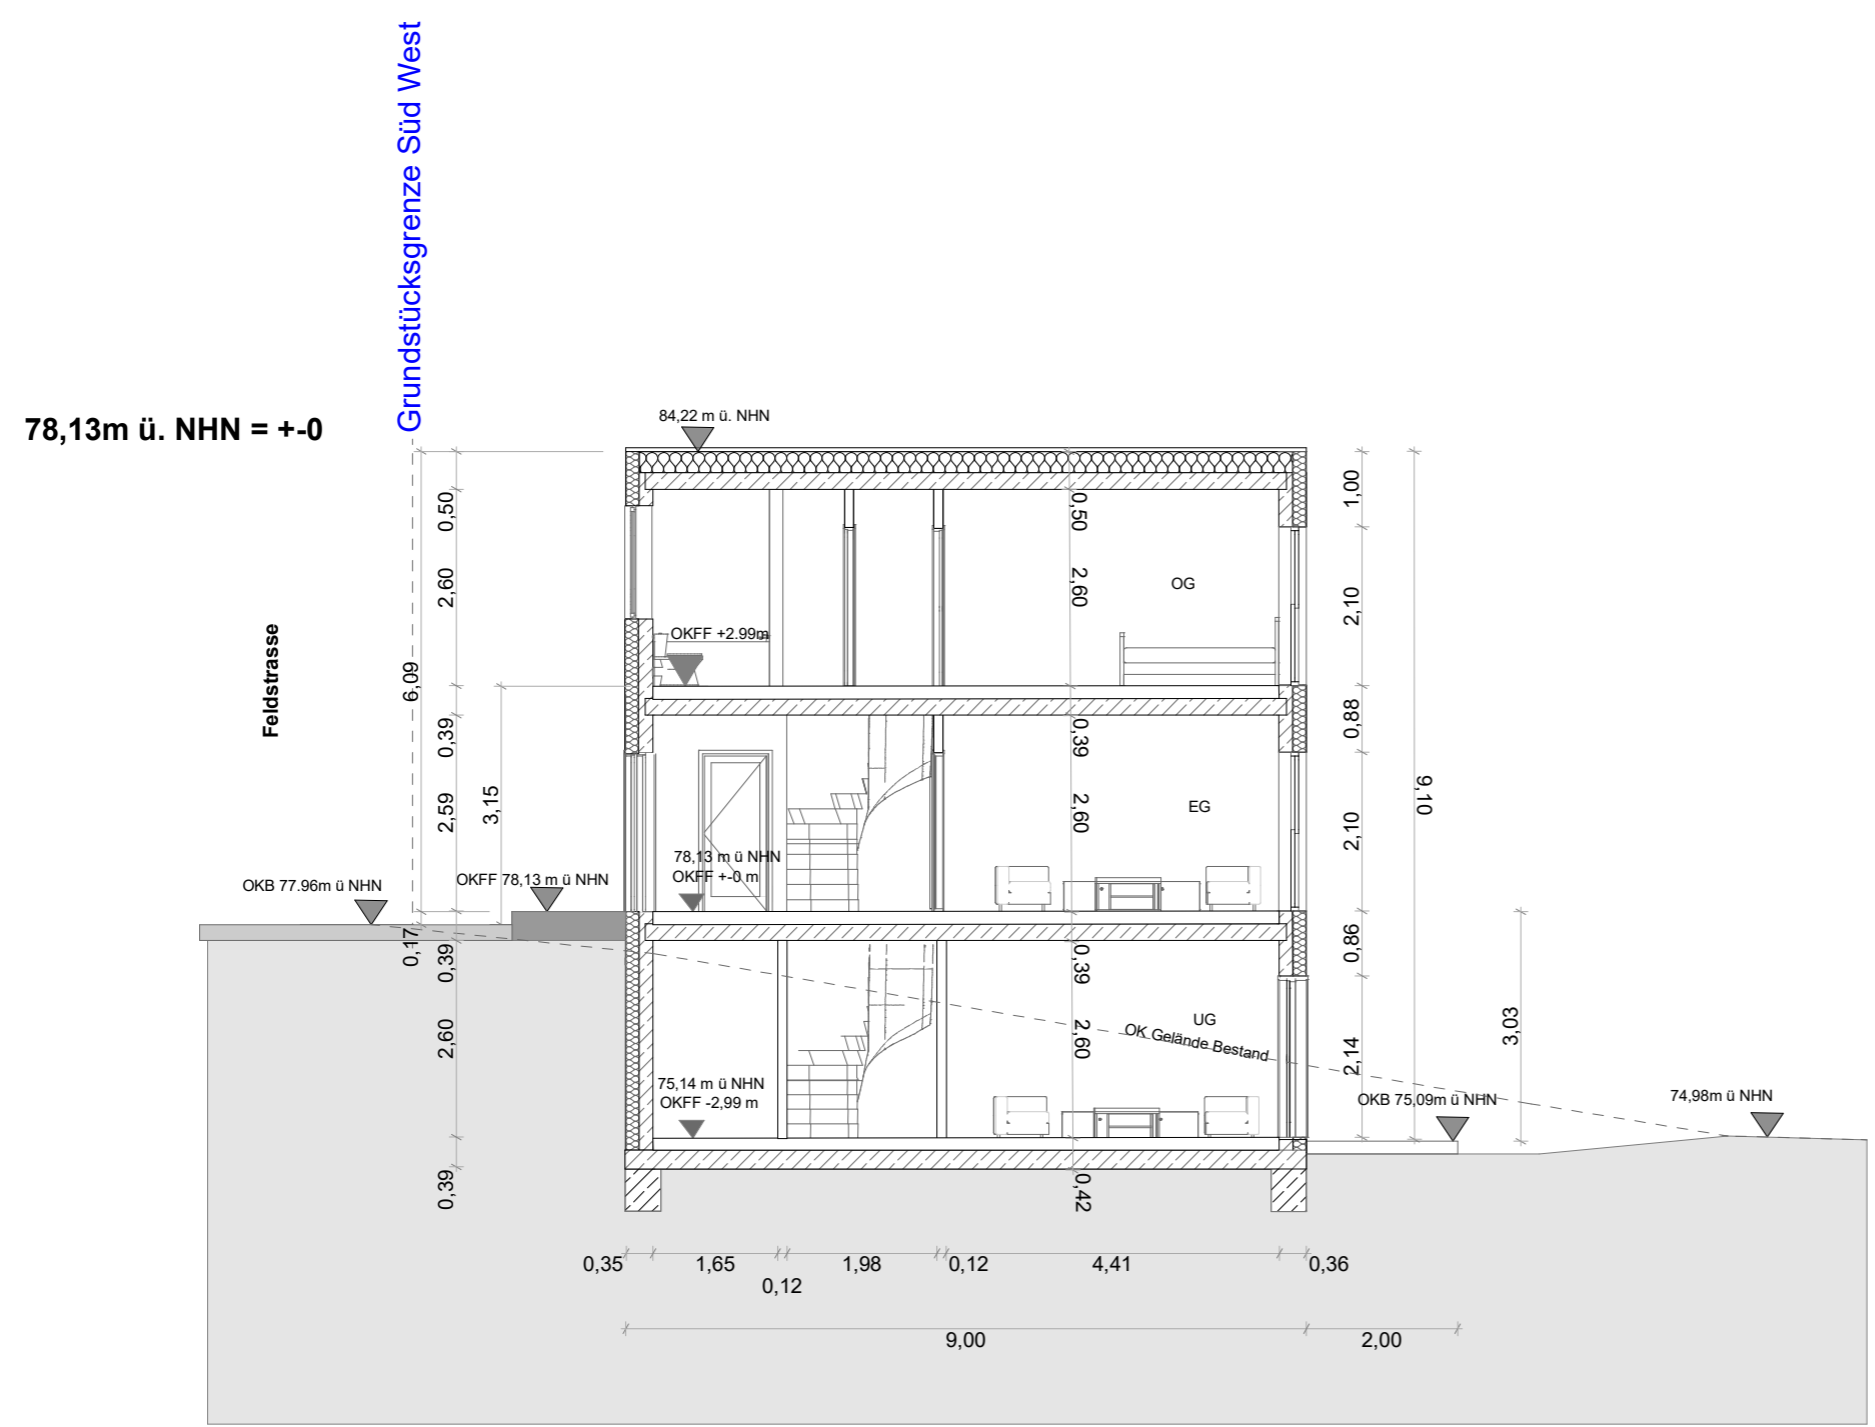 Grundstücksgrenze Süd West
78,13m ü. NHN = +-0
84,22 m ü. NHN
Feldstrasse
6,09
0,50
2,60
0,39
2,59
3,15
0,17
0,39
2,60
0,39
OKB 77.96m ü NHN
OKFF 78,13 m ü NHN
OKFF +2.99m
0,50
2,60
OG
0,39
2,60
EG
78,13 m ü NHN
OKFF +-0 m
0,39
2,60
UG
OK Gelände Bestand
75,14 m ü NHN
OKFF -2,99 m
0,42
1,00
2,10
0,88
2,10
0,86
2,14
9,10
3,03
OKB 75,09m ü NHN
74,98m ü NHN
0,35
1,65
0,12
1,98
0,12
4,41
0,36
9,00
2,00